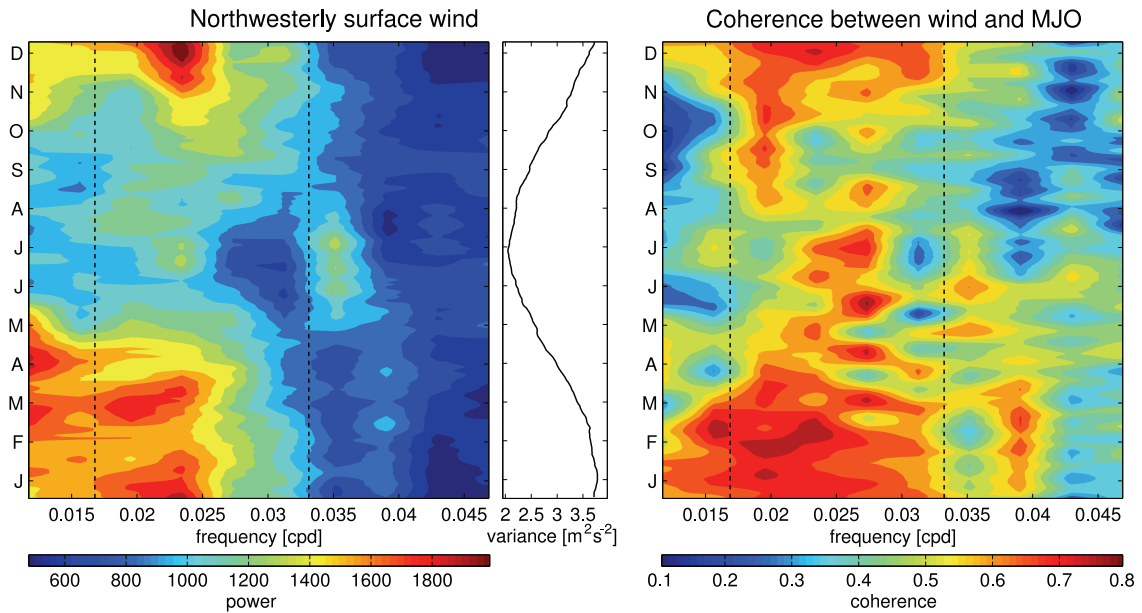 Northwesterly surface wind
Coherence between wind and MJO
D
N
O
S
A
J
J
M
A
M
F
J
D
N
O
S
A
J
J
M
A
M
F
J
0.015 0.02 0.025 0.03 0.035 0.04 0.045
frequency [cpd]
2 2.5 3 3.5
variance [m²s⁻²]
0.015 0.02 0.025 0.03 0.035 0.04 0.045
frequency [cpd]
600 800 1000 1200 1400 1600 1800
power
0.1 0.2 0.3 0.4 0.5 0.6 0.7 0.8
coherence